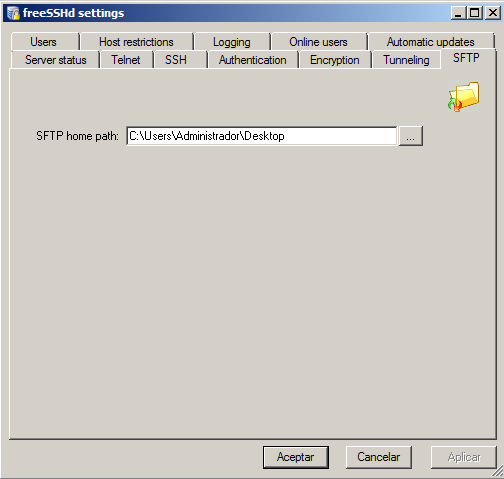 freeSSHd settings
Users Host restrictions Logging Online users Automatic updates
Server status Telnet SSH Authentication Encryption Tunneling SFTP
SFTP home path: C:\Users\Administrador\Desktop ...
Aceptar Cancelar Aplicar